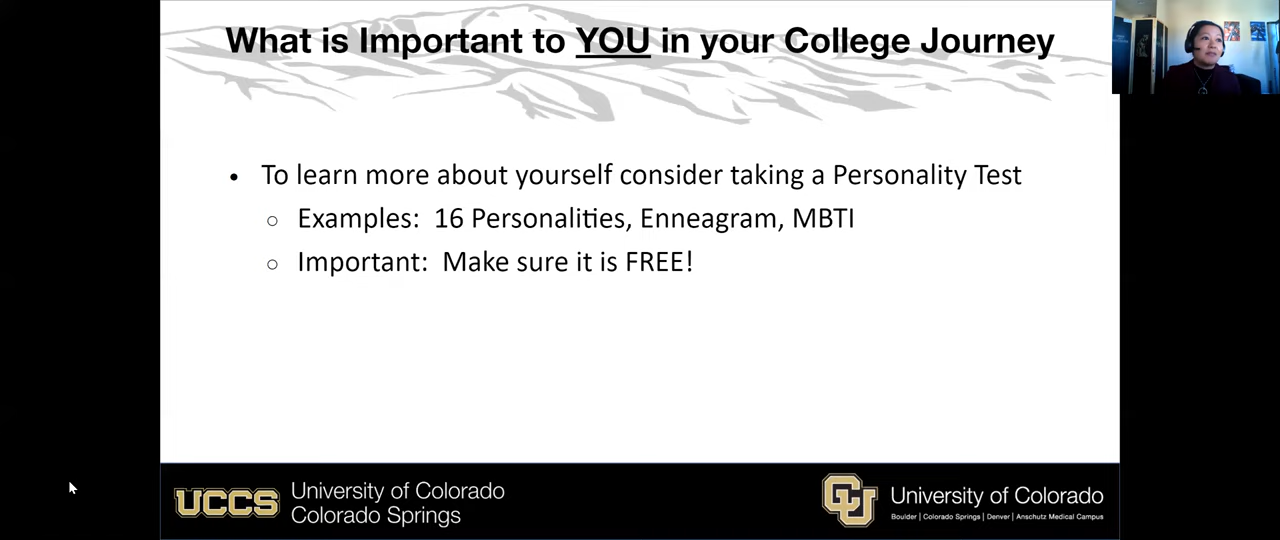 What is Important to YOU in your College Journey
• To learn more about yourself consider taking a Personality Test
○ Examples: 16 Personalities, Enneagram, MBTI
○ Important: Make sure it is FREE!
UCCS
University of Colorado
Colorado Springs
CU
University of Colorado
Boulder | Colorado Springs | Denver | Anschutz Medical Campus